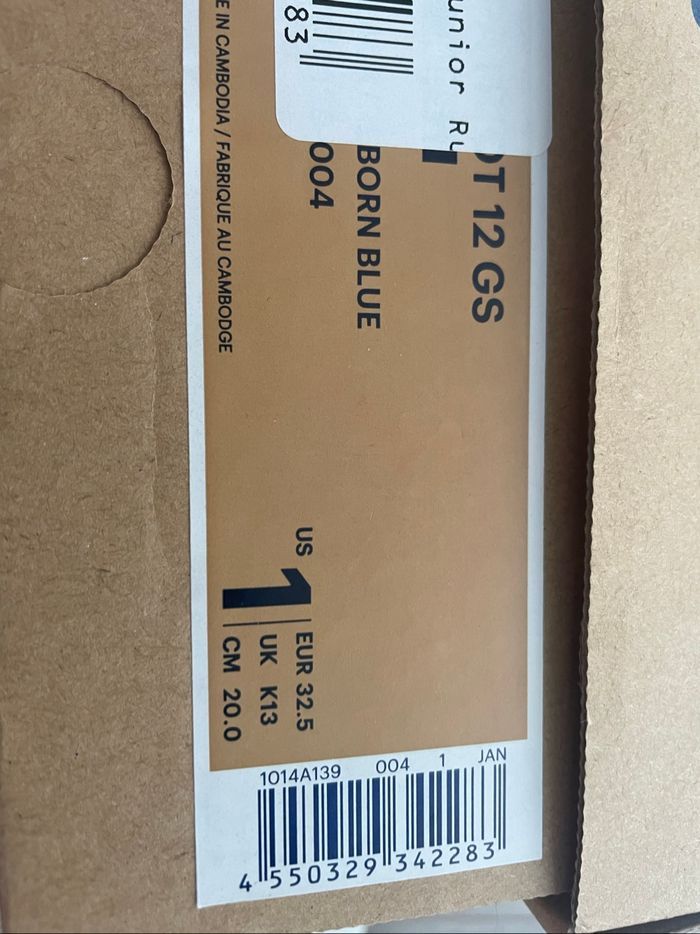 83
unior
OT 12 GS
BORN BLUE
004
E IN CAMBODIA / FABRIQUE AU CAMBODGE
US 1
EUR 32.5
UK K13
CM 20.0
1014A139 004 1 JAN
4 550329 342283